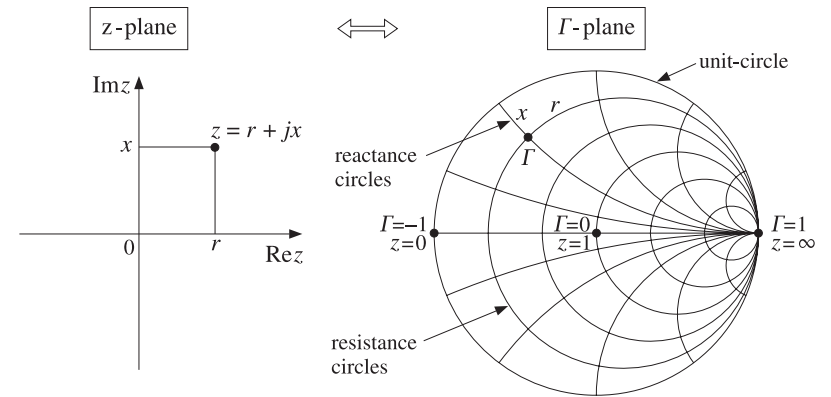 z-plane
Γ-plane
Imz
x
z = r + jx
0
r
Rez
unit-circle
x r
Γ
reactance
circles
Γ=−1
z=0
Γ=0
z=1
Γ=1
z=∞
resistance
circles